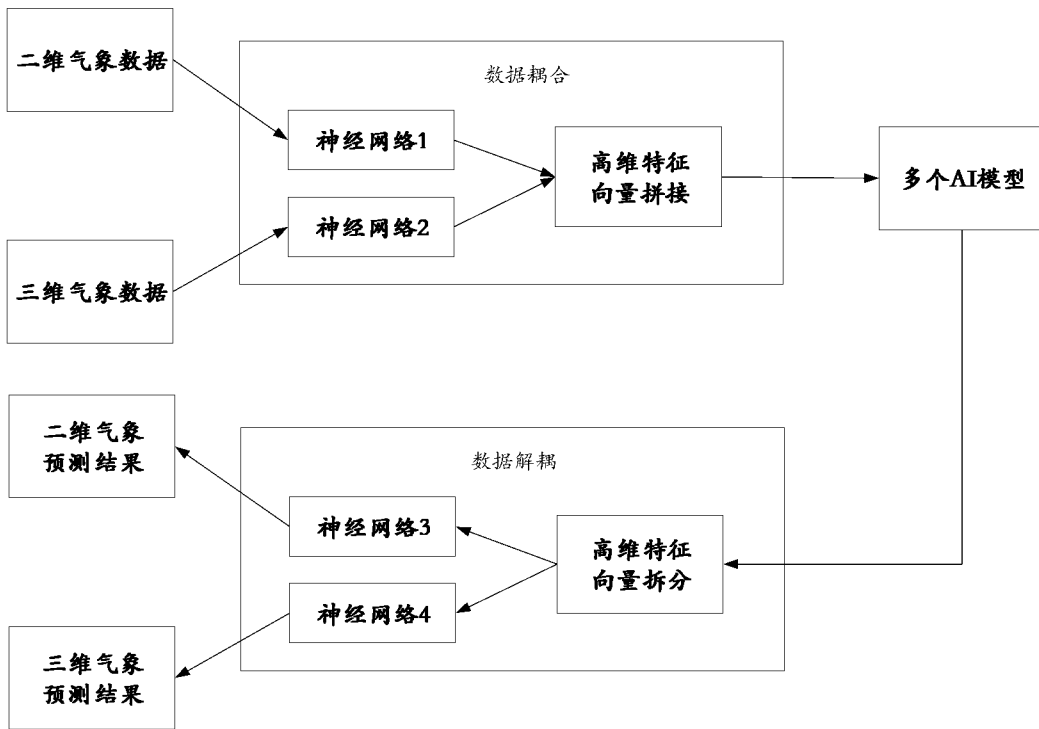 二维气象数据
数据耦合
神经网络1
高维特征
向量拼接
多个AI模型
神经网络2
三维气象数据
二维气象
预测结果
数据解耦
神经网络3
高维特征
向量拆分
神经网络4
三维气象
预测结果